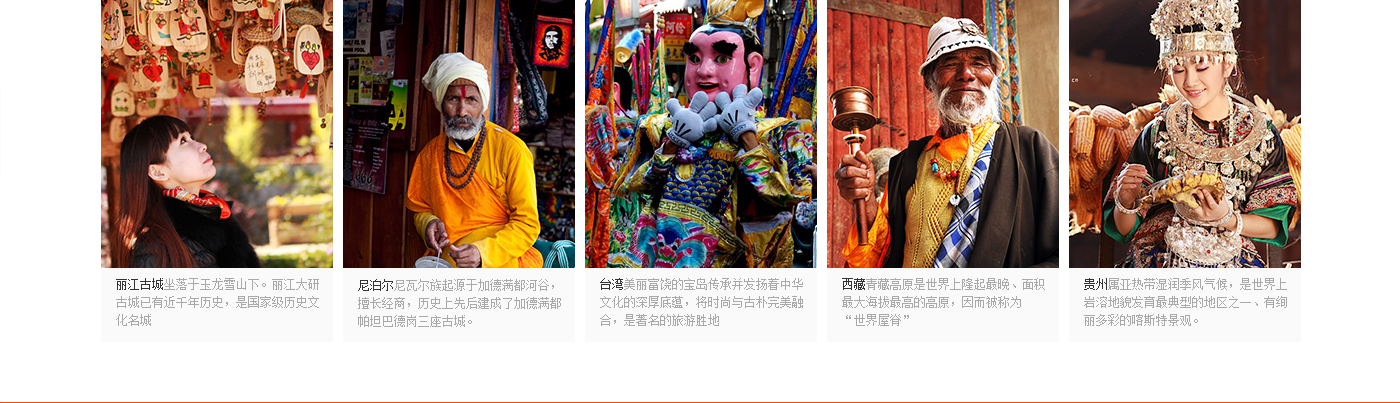 丽江古城坐落于玉龙雪山下。丽江大研
古城已有近千年历史，是国家级历史文
化名城
尼泊尔尼瓦尔族起源于加德满都河谷，
擅长经商，历史上先后建成了加德满都
帕坦巴德岗三座古城。
台湾美丽富饶的宝岛传承并发扬着中华
文化的深厚底蕴，将时尚与古朴完美融
合，是著名的旅游胜地
西藏青藏高原是世界上隆起最晚、面积
最大海拔最高的高原，因而被称为
“世界屋脊”
贵州属亚热带湿润季风气候，是世界上
岩溶地貌发育最典型的地区之一、有绚
丽多彩的喀斯特景观。